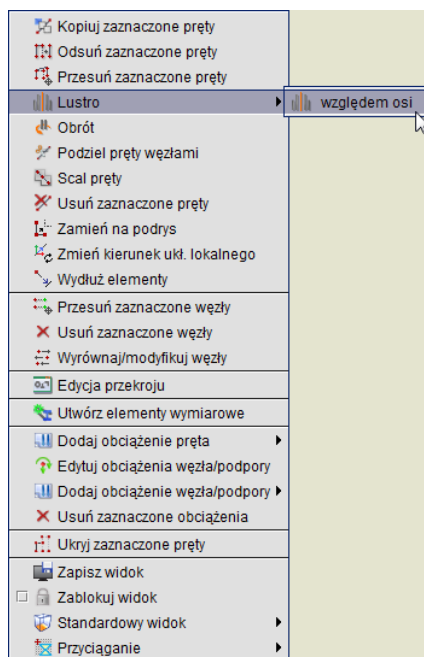 Kopiuj zaznaczone pręty
Odsuń zaznaczone pręty
Przesuń zaznaczone pręty
Lustro
względem osi
Obrót
Podziel pręty węzłami
Scal pręty
Usuń zaznaczone pręty
Zamień na podrys
Zmień kierunek ukł. lokalnego
Wydłuż elementy
Przesuń zaznaczone węzły
Usuń zaznaczone węzły
Wyrównaj/modyfikuj węzły
Edycja przekroju
Utwórz elementy wymiarowe
Dodaj obciążenie pręta
Edytuj obciążenia węzła/podpory
Dodaj obciążenie węzła/podpory
Usuń zaznaczone obciążenia
Ukryj zaznaczone pręty
Zapisz widok
Zablokuj widok
Standardowy widok
Przyciąganie